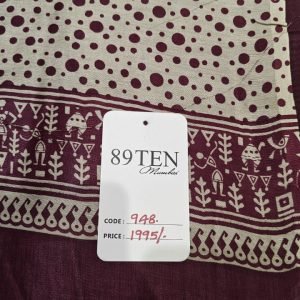 89TEN
Mumbai
CODE: 948.
PRICE: 1995/-